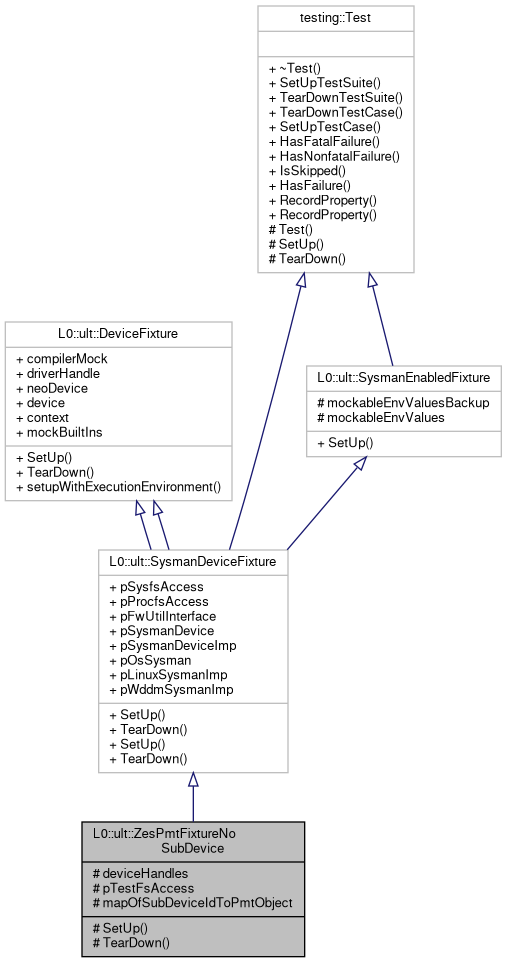 testing::Test
+ ~Test()
+ SetUpTestSuite()
+ TearDownTestSuite()
+ TearDownTestCase()
+ SetUpTestCase()
+ HasFatalFailure()
+ HasNonfatalFailure()
+ IsSkipped()
+ HasFailure()
+ RecordProperty()
+ RecordProperty()
# Test()
# SetUp()
# TearDown()
L0::ult::DeviceFixture
+ compilerMock
+ driverHandle
+ neoDevice
+ device
+ context
+ mockBuiltIns
+ SetUp()
+ TearDown()
+ setupWithExecutionEnvironment()
L0::ult::SysmanEnabledFixture
# mockableEnvValuesBackup
# mockableEnvValues
+ SetUp()
L0::ult::SysmanDeviceFixture
+ pSysfsAccess
+ pProcfsAccess
+ pFwUtilInterface
+ pSysmanDevice
+ pSysmanDeviceImp
+ pOsSysman
+ pLinuxSysmanImp
+ pWddmSysmanImp
+ SetUp()
+ TearDown()
+ SetUp()
+ TearDown()
L0::ult::ZesPmtFixtureNo
SubDevice
# deviceHandles
# pTestFsAccess
# mapOfSubDeviceIdToPmtObject
# SetUp()
# TearDown()